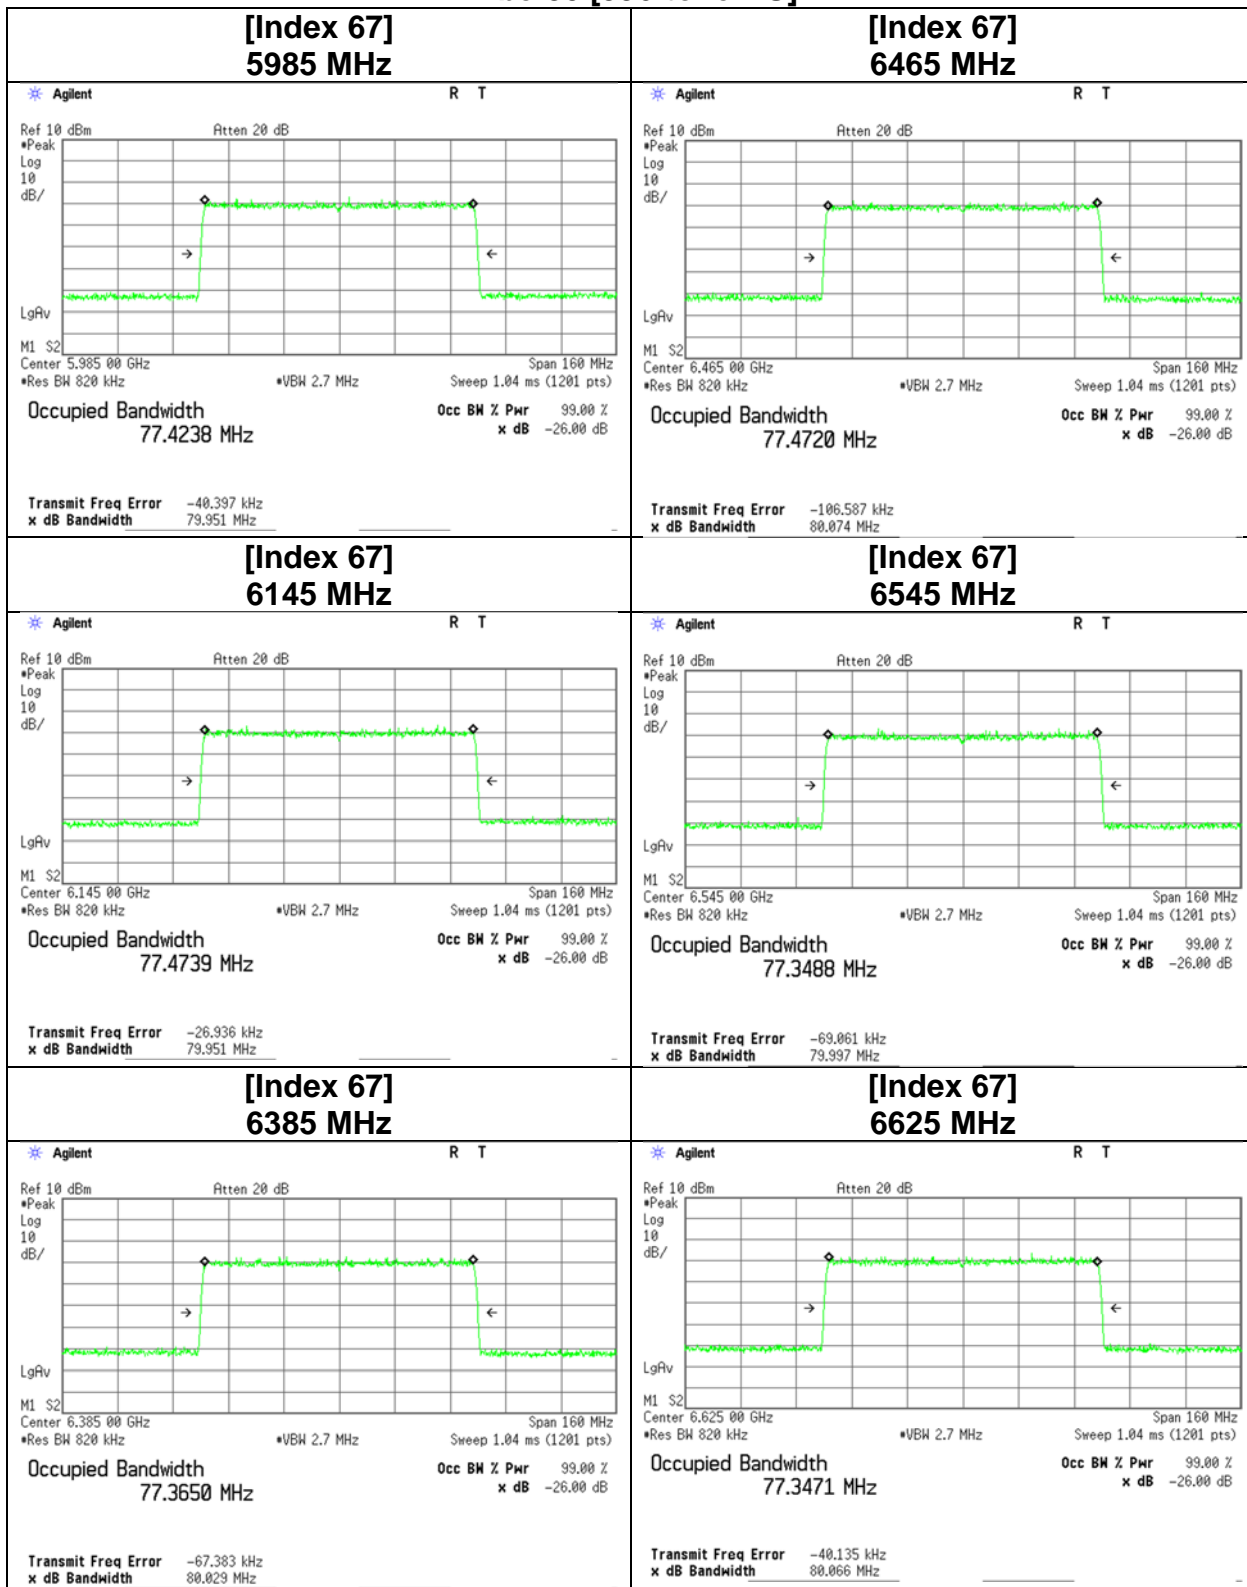 [Index 67]
5985 MHz
Agilent
R T
Ref 10 dBm
Atten 20 dB
*Peak
Log
10
dB/
LgAv
M1 S2
Center 5.985 00 GHz
Span 160 MHz
*Res BW 820 kHz
*VBW 2.7 MHz
Sweep 1.04 ms (1201 pts)
Occupied Bandwidth
77.4238 MHz
Occ BW % Pwr 99.00 %
x dB -26.00 dB
Transmit Freq Error -40.397 kHz
x dB Bandwidth 79.951 MHz
[Index 67]
6465 MHz
Agilent
R T
Ref 10 dBm
Atten 20 dB
*Peak
Log
10
dB/
LgAv
M1 S2
Center 6.465 00 GHz
Span 160 MHz
*Res BW 820 kHz
*VBW 2.7 MHz
Sweep 1.04 ms (1201 pts)
Occupied Bandwidth
77.4720 MHz
Occ BW % Pwr 99.00 %
x dB -26.00 dB
Transmit Freq Error -106.587 kHz
x dB Bandwidth 80.074 MHz
[Index 67]
6145 MHz
Agilent
R T
Ref 10 dBm
Atten 20 dB
*Peak
Log
10
dB/
LgAv
M1 S2
Center 6.145 00 GHz
Span 160 MHz
*Res BW 820 kHz
*VBW 2.7 MHz
Sweep 1.04 ms (1201 pts)
Occupied Bandwidth
77.4739 MHz
Occ BW % Pwr 99.00 %
x dB -26.00 dB
Transmit Freq Error -26.936 kHz
x dB Bandwidth 79.951 MHz
[Index 67]
6545 MHz
Agilent
R T
Ref 10 dBm
Atten 20 dB
*Peak
Log
10
dB/
LgAv
M1 S2
Center 6.545 00 GHz
Span 160 MHz
*Res BW 820 kHz
*VBW 2.7 MHz
Sweep 1.04 ms (1201 pts)
Occupied Bandwidth
77.3488 MHz
Occ BW % Pwr 99.00 %
x dB -26.00 dB
Transmit Freq Error -69.061 kHz
x dB Bandwidth 79.997 MHz
[Index 67]
6385 MHz
Agilent
R T
Ref 10 dBm
Atten 20 dB
*Peak
Log
10
dB/
LgAv
M1 S2
Center 6.385 00 GHz
Span 160 MHz
*Res BW 820 kHz
*VBW 2.7 MHz
Sweep 1.04 ms (1201 pts)
Occupied Bandwidth
77.3650 MHz
Occ BW % Pwr 99.00 %
x dB -26.00 dB
Transmit Freq Error -67.383 kHz
x dB Bandwidth 80.029 MHz
[Index 67]
6625 MHz
Agilent
R T
Ref 10 dBm
Atten 20 dB
*Peak
Log
10
dB/
LgAv
M1 S2
Center 6.625 00 GHz
Span 160 MHz
*Res BW 820 kHz
*VBW 2.7 MHz
Sweep 1.04 ms (1201 pts)
Occupied Bandwidth
77.3471 MHz
Occ BW % Pwr 99.00 %
x dB -26.00 dB
Transmit Freq Error -40.135 kHz
x dB Bandwidth 80.066 MHz